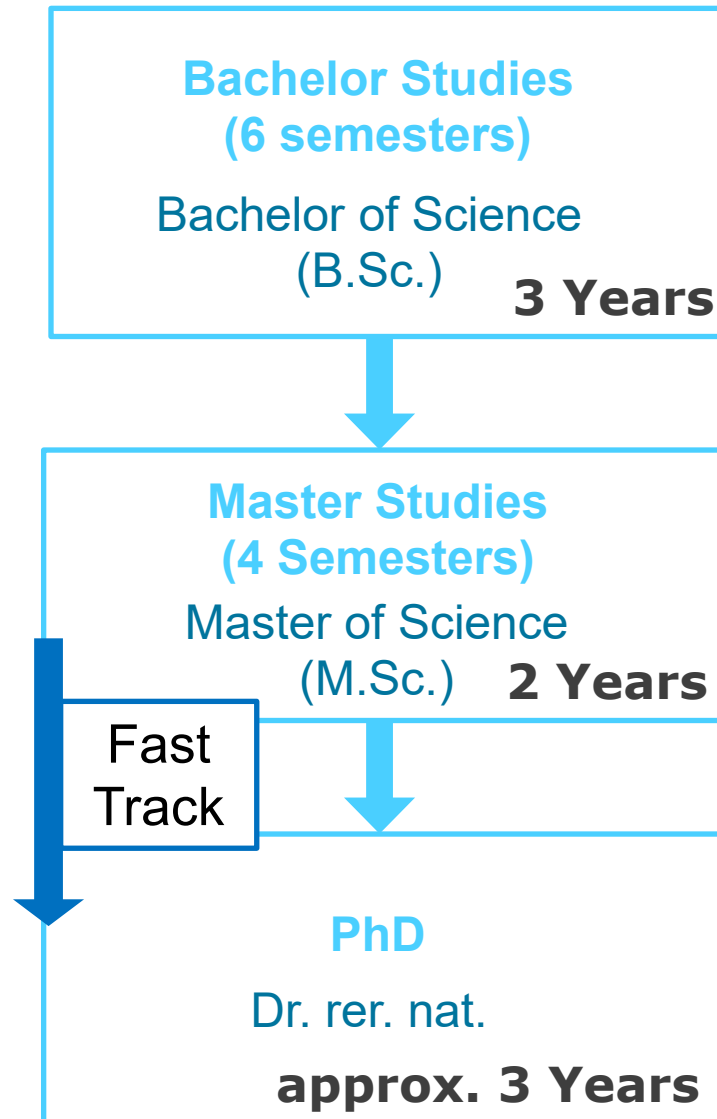 Bachelor Studies
(6 semesters)
Bachelor of Science
(B.Sc.)
3 Years
Master Studies
(4 Semesters)
Master of Science
(M.Sc.)
2 Years
Fast
Track
PhD
Dr. rer. nat.
approx. 3 Years